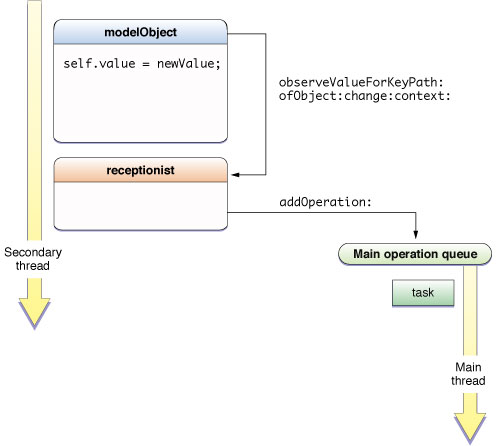 modelObject
self.value = newValue;
observeValueForKeyPath:
ofObject:change:context:
receptionist
addOperation:
Secondary
thread
Main operation queue
task
Main
thread